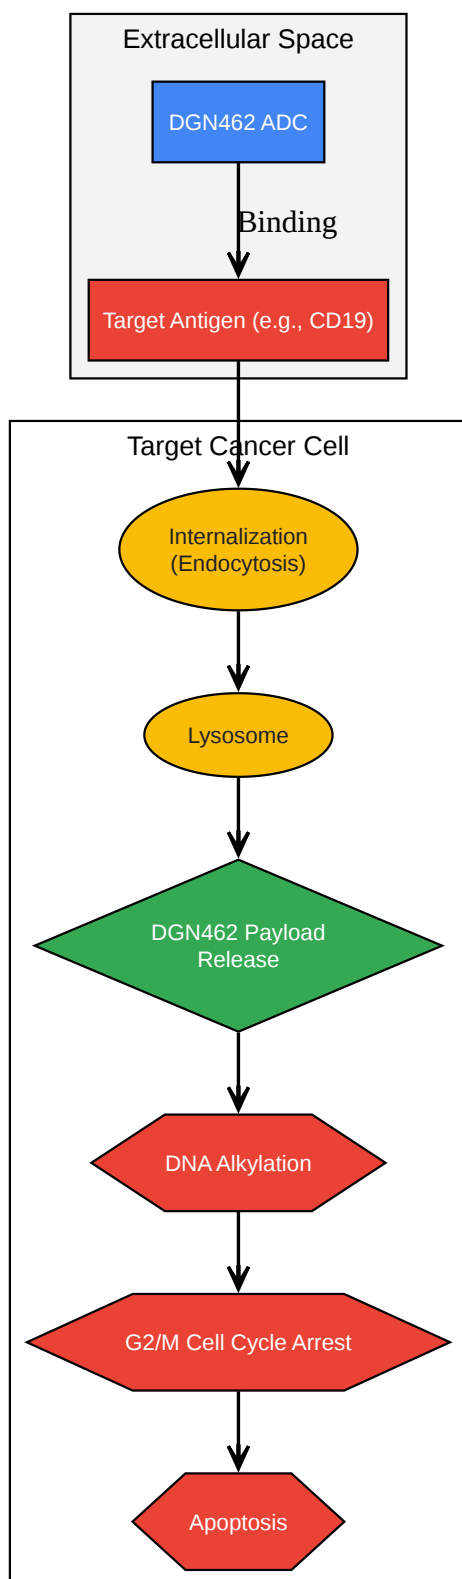 Extracellular Space
DGN462 ADC
Binding
Target Antigen (e.g., CD19)
Target Cancer Cell
Internalization
(Endocytosis)
Lysosome
DGN462 Payload
Release
DNA Alkylation
G2/M Cell Cycle Arrest
Apoptosis